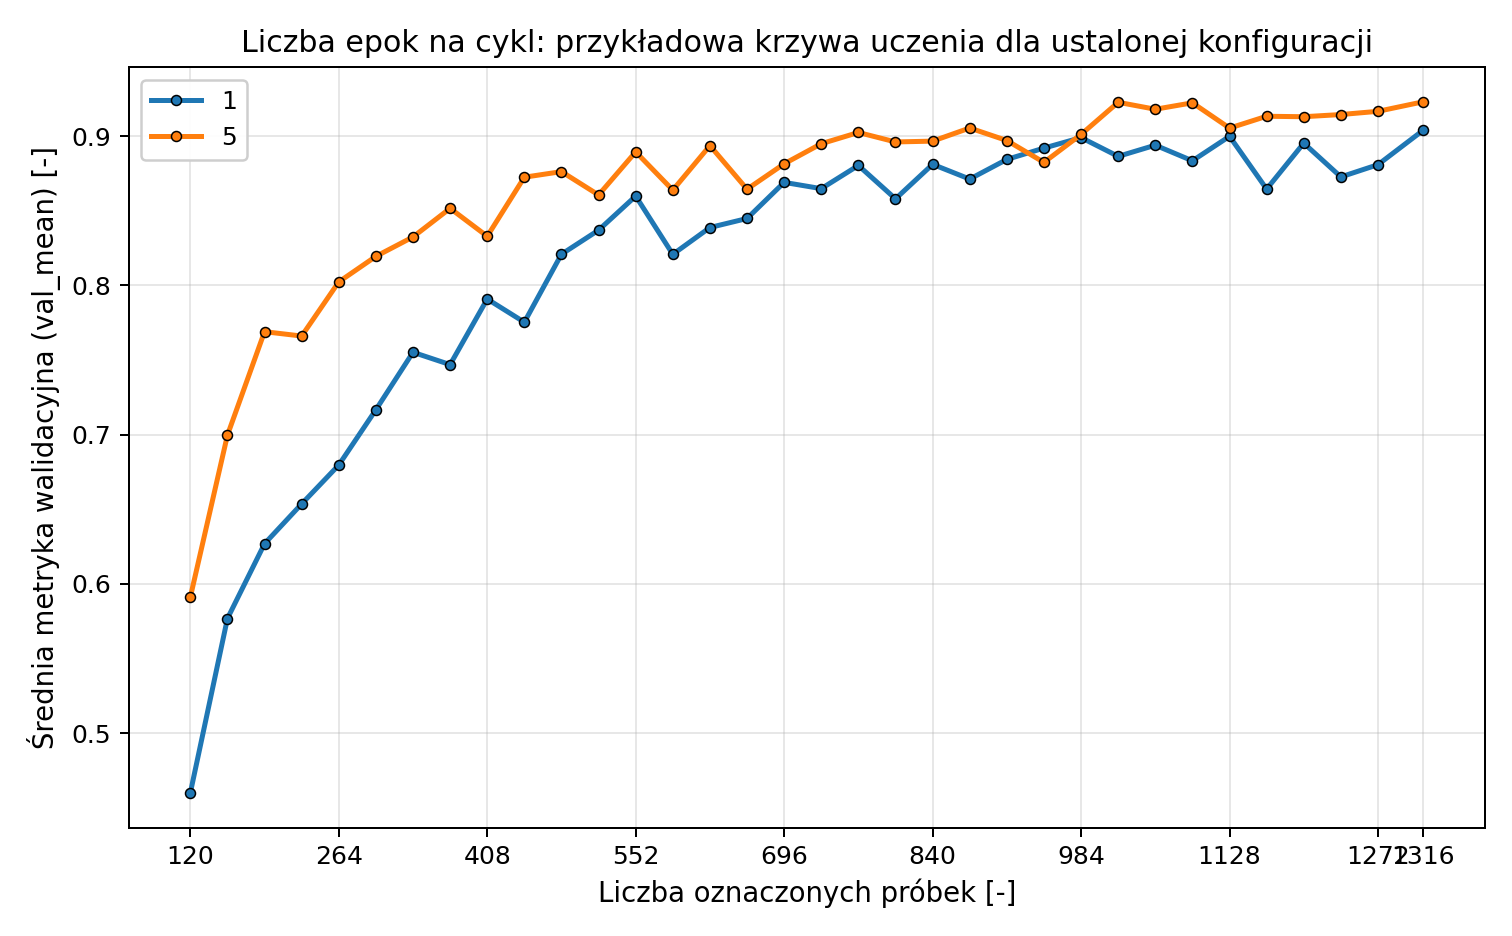 Liczba epok na cykl: przykładowa krzywa uczenia dla ustalonej konfiguracji
1
5
Średnia metryka walidacyjna (val_mean) [-]
0.9
0.8
0.7
0.6
0.5
120 264 408 552 696 840 984 1128 1272 1316
Liczba oznaczonych próbek [-]